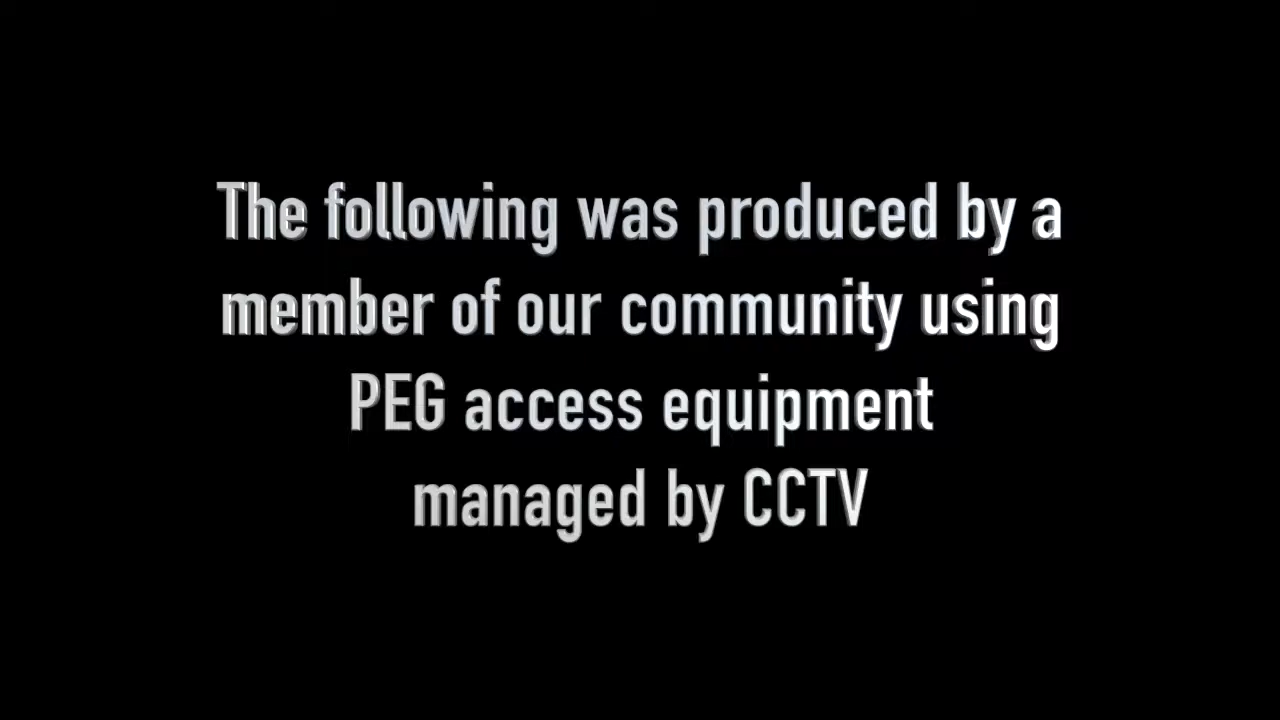 The following was produced by a
member of our community using
PEG access equipment
managed by CCTV